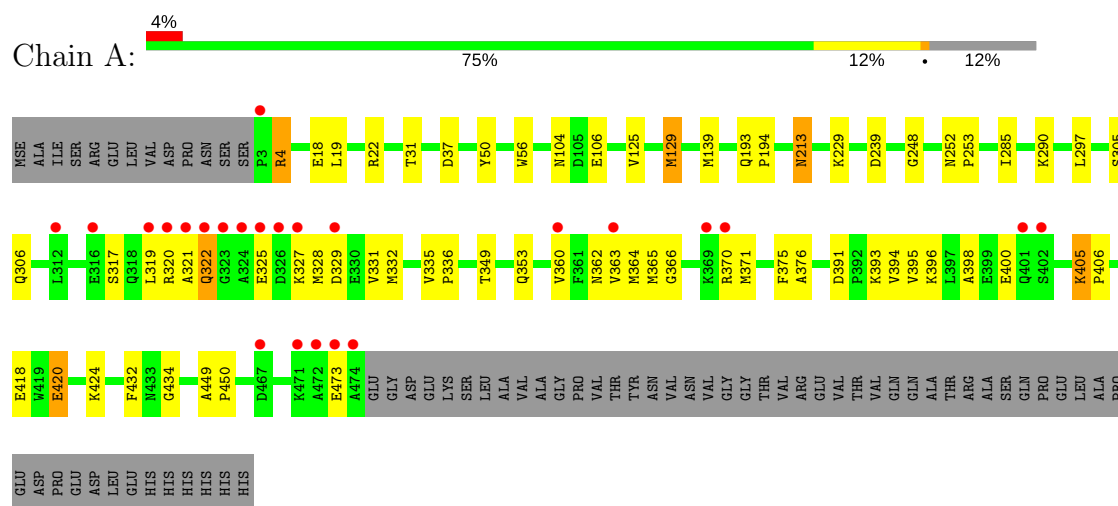 4%
Chain A:
75% 12% • 12%
MSE ALA ILE SER ARG GLU LEU VAL ASP PRO ASN SER SER P3 R4 E18 L19 R22 T31 D37 Y50 W56 N104 D105 E106 V125 M129 M139 Q193 P194 N213 K229 D239 G248 N252 P253 I285 K290 L297 S305
Q306 L312 E316 S317 Q318 L319 R320 A321 Q322 G323 A324 E325 D326 K327 M328 D329 E330 V331 M332 V335 P336 T349 Q353 V360 F361 N362 V363 M364 M365 G366 K369 R370 M371 F375 A376 D391 P392 K393 V394 V395 K396 L397 A398 E399 E400 Q401 S402 K405 P406
E418 W419 E420 K424 F432 N433 G434 A449 P450 D467 K471 A472 E473 A474 GLU GLY ASP GLU LYS SER LEU ALA VAL ALA GLY PRO VAL THR TYR ASN VAL ASN VAL GLY GLY THR VAL ARG GLU VAL THR VAL GLN GLN ALA THR ARG ALA SER GLN PRO GLU LEU ALA PRO
GLU ASP PRO GLU ASP LEU GLU HIS HIS HIS HIS HIS HIS